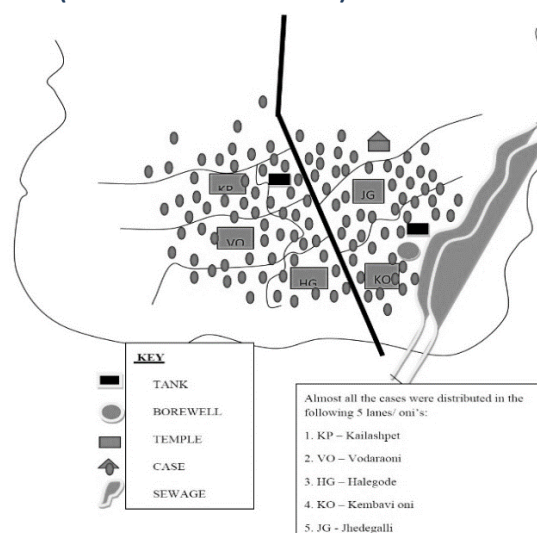 KP
JG
VO
HG
KO
KEY
TANK
BOREWELL
TEMPLE
CASE
SEWAGE
Almost all the cases were distributed in the
following 5 lanes/ oni's:
1. KP – Kailashpet
2. VO – Vodaraoni
3. HG – Halegode
4. KO – Kembavi oni
5. JG - Jhedegalli